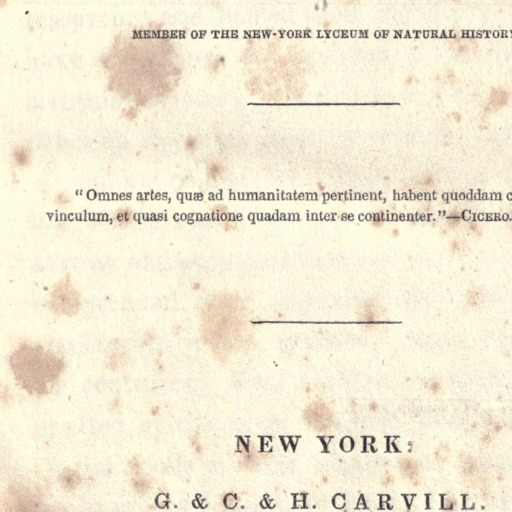 MEMBER OF THE NEW-YORK LYCEUM OF NATURAL HISTORY
"Omnes artes, quæ ad humanitatem pertinent, habent quoddam c
vinculum, et quasi cognatione quadam inter se continenter."—CICERO.
NEW YORK:
G. & C. & H. CARVILL.